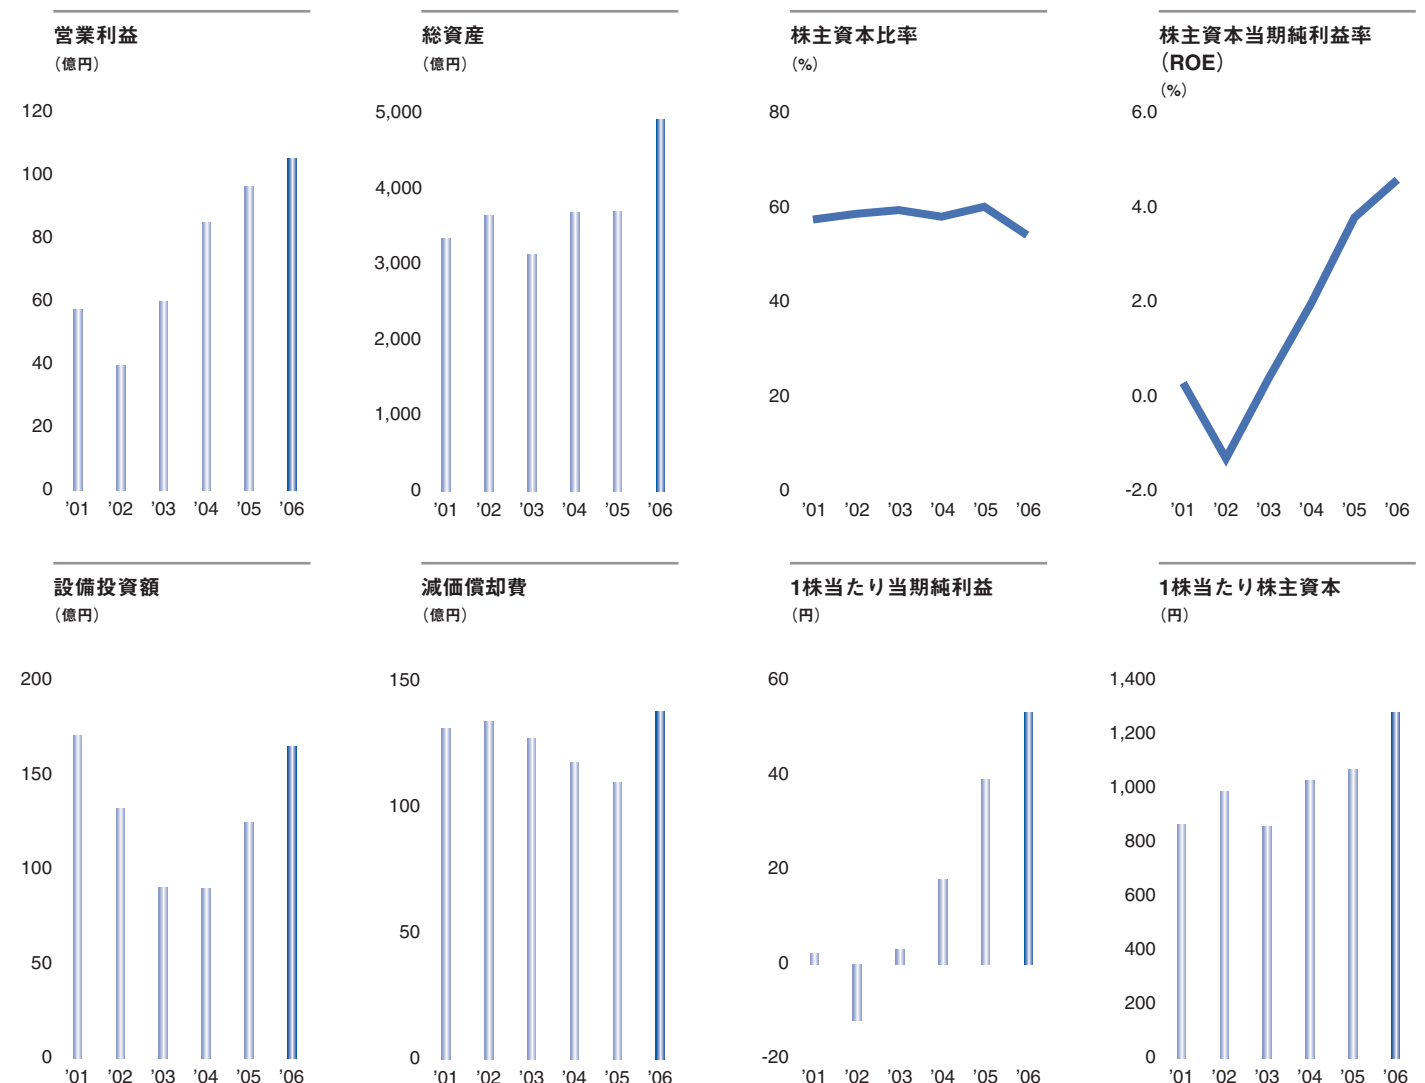 営業利益
（億円）
120
100
80
60
40
20
0
’01 ’02 ’03 ’04 ’05 ’06
総資産
（億円）
5,000
4,000
3,000
2,000
1,000
0
’01 ’02 ’03 ’04 ’05 ’06
株主資本比率
（%）
80
60
40
20
0
’01 ’02 ’03 ’04 ’05 ’06
株主資本当期純利益率
（ROE）
（%）
6.0
4.0
2.0
0.0
-2.0
’01 ’02 ’03 ’04 ’05 ’06
設備投資額
（億円）
200
150
100
50
0
’01 ’02 ’03 ’04 ’05 ’06
減価償却費
（億円）
150
100
50
0
’01 ’02 ’03 ’04 ’05 ’06
1株当たり当期純利益
（円）
60
40
20
0
-20
’01 ’02 ’03 ’04 ’05 ’06
1株当たり株主資本
（円）
1,400
1,200
1,000
800
600
400
200
0
’01 ’02 ’03 ’04 ’05 ’06